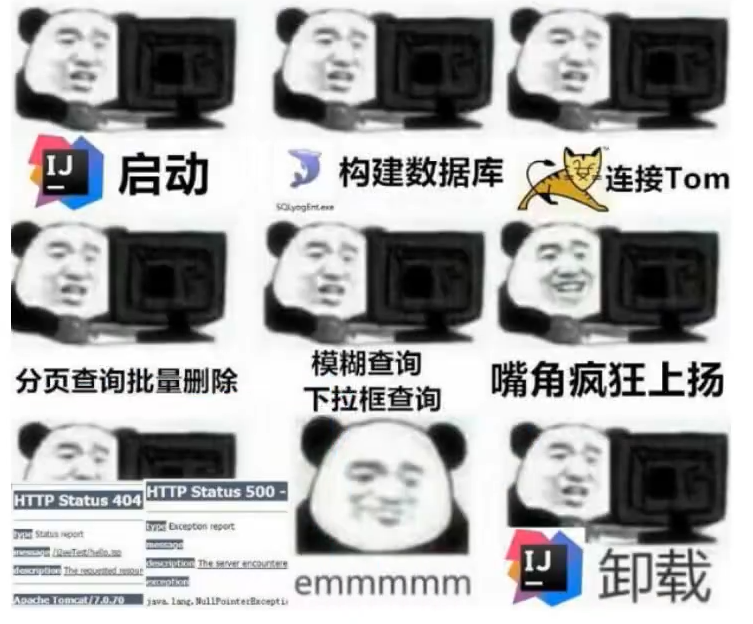 IJ
启动
SQLyogEnt.exe
构建数据库
连接Tom
分页查询批量删除
模糊查询
下拉框查询
嘴角疯狂上扬
HTTP Status 404
type Status report
message /j2eeTest/hello.jsp
description The requested resour
Apache Tomcat/7.0.70
HTTP Status 500 -
type Exception report
message
description The server encountere
exception
java.lang.NullPointerExcepti
emmmmm
IJ
卸载